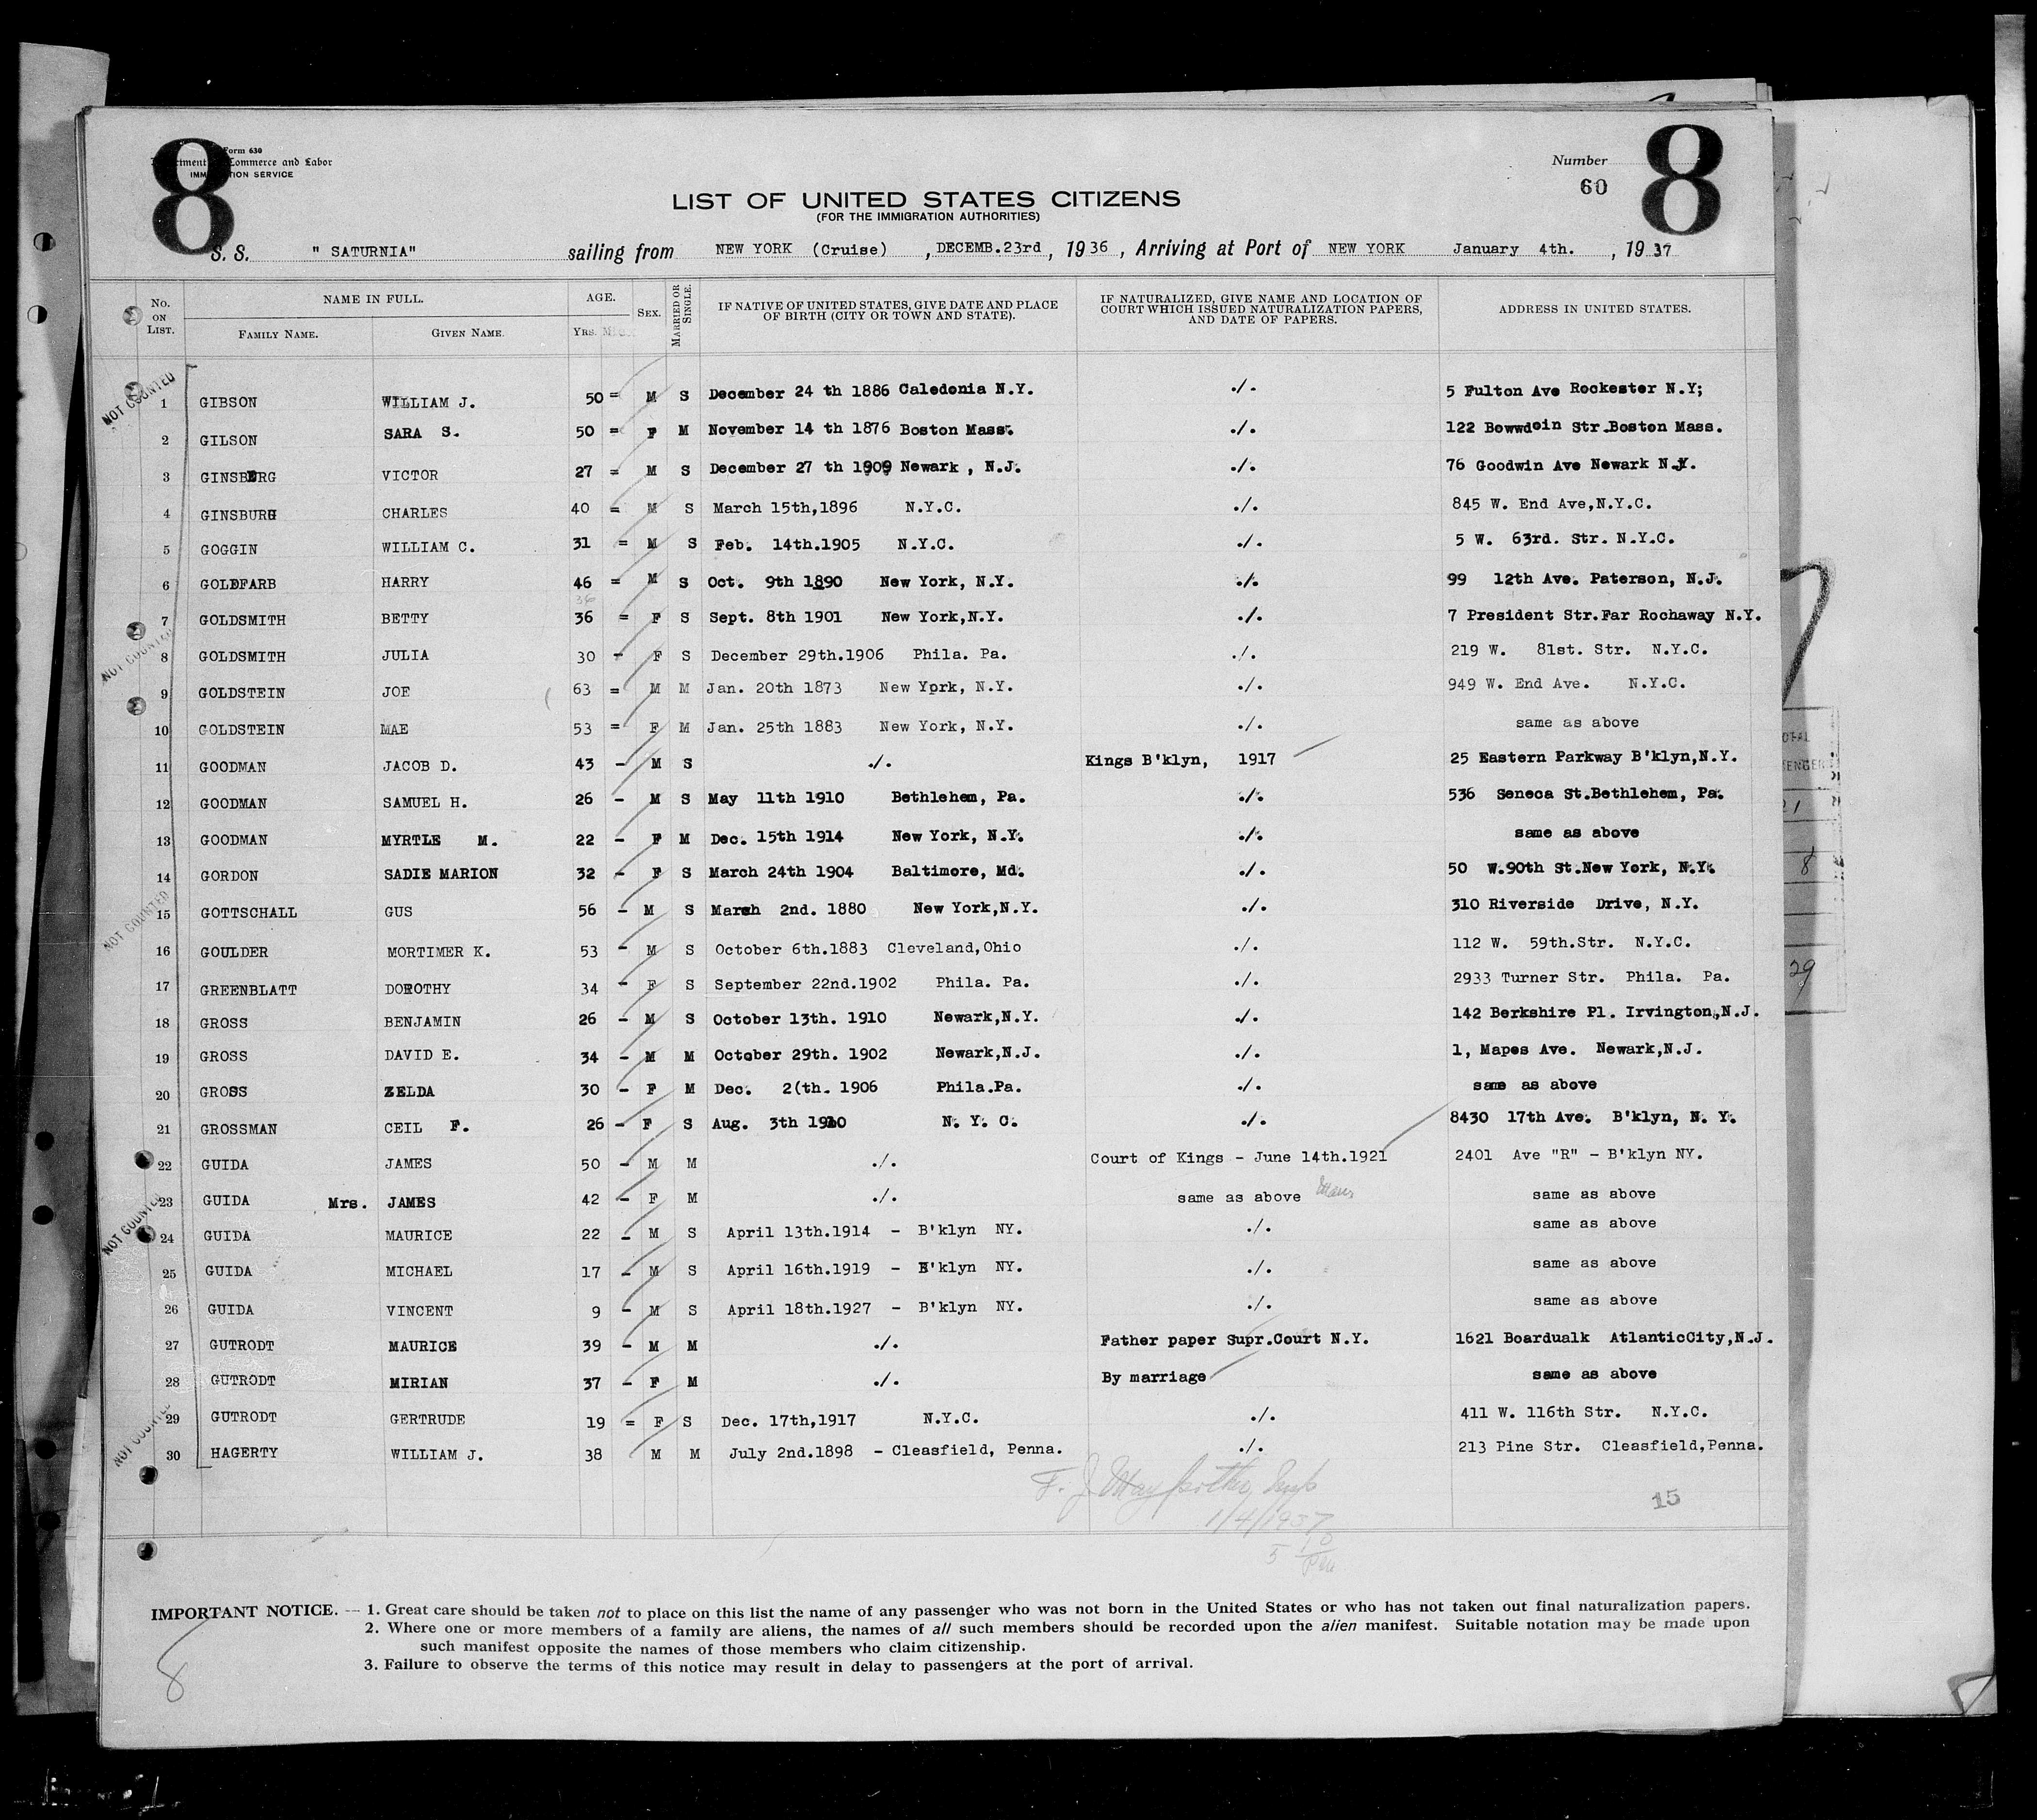 8
Form 630
Commerce and Labor
IMMIGRATION SERVICE
Number
60
8
LIST OF UNITED STATES CITIZENS
(FOR THE IMMIGRATION AUTHORITIES)
S. S. " SATURNIA" sailing from NEW YORK (Cruise) , DECEMB.23rd , 19 36 , Arriving at Port of NEW YORK January 4th. , 19 37
No. ON LIST. NAME IN FULL. FAMILY NAME. GIVEN NAME. AGE. YRS. SEX. MARRIED OR SINGLE. IF NATIVE OF UNITED STATES, GIVE DATE AND PLACE OF BIRTH (CITY OR TOWN AND STATE). IF NATURALIZED, GIVE NAME AND LOCATION OF COURT WHICH ISSUED NATURALIZATION PAPERS, AND DATE OF PAPERS. ADDRESS IN UNITED STATES.
NOT COUNTED
1 GIBSON WILLIAM J. 50 = M S December 24 th 1886 Caledonia N.Y. ./. 5 Fulton Ave Rockester N.Y;
2 GILSON SARA S. 50 = F M November 14 th 1876 Boston Mass. ./. 122 Bowwdoin Str.Boston Mass.
3 GINSBERG VICTOR 27 = M S December 27 th 1909 Newark , N.J. ./. 76 Goodwin Ave Newark N.J.
4 GINSBURG CHARLES 40 = M S March 15th,1896 N.Y.C. ./. 845 W. End Ave,N.Y.C.
5 GOGGIN WILLIAM C. 31 = M S Feb. 14th.1905 N.Y.C. ./. 5 W. 63rd. Str. N.Y.C.
6 GOLDFARB HARRY 46 = M S Oct. 9th 1890 New York, N.Y. ./. 99 12th Ave. Paterson, N.J.
36
7 GOLDSMITH BETTY 36 = F S Sept. 8th 1901 New York,N.Y. ./. 7 President Str.Far Rochaway N.Y.
NOT COUNTED
8 GOLDSMITH JULIA 30 - F S December 29th.1906 Phila. Pa. ./. 219 W. 81st. Str. N.Y.C.
9 GOLDSTEIN JOE 63 = M M Jan. 20th 1873 New York, N.Y. ./. 949 W. End Ave. N.Y.C.
10 GOLDSTEIN MAE 53 = F M Jan. 25th 1883 New York, N.Y. ./. same as above
11 GOODMAN JACOB D. 43 - M S ./. Kings B'klyn, 1917 25 Eastern Parkway B'klyn,N.Y.
12 GOODMAN SAMUEL H. 26 - M S May 11th 1910 Bethlehem, Pa. ./. 536 Seneca St.Bethlehem, Pa.
13 GOODMAN MYRTLE M. 22 - F M Dec. 15th 1914 New York, N.Y. ./. same as above
14 GORDON SADIE MARION 32 - F S March 24th 1904 Baltimore, Md. ./. 50 W.90th St.New York, N.Y.
NOT COUNTED
15 GOTTSCHALL GUS 56 - M S March 2nd. 1880 New York,N.Y. ./. 310 Riverside Drive, N.Y.
16 GOULDER MORTIMER K. 53 - M S October 6th.1883 Cleveland,Ohio ./. 112 W. 59th.Str. N.Y.C.
17 GREENBLATT DOROTHY 34 - F S September 22nd.1902 Phila. Pa. ./. 2933 Turner Str. Phila. Pa.
18 GROSS BENJAMIN 26 - M S October 13th. 1910 Newark,N.Y. ./. 142 Berkshire Pl. Irvington,N.J.
19 GROSS DAVID E. 34 - M M October 29th. 1902 Newark,N.J. ./. 1, Mapes Ave. Newark,N.J.
20 GROSS ZELDA 30 - F M Dec. 2(th. 1906 Phila.Pa. ./. same as above
21 GROSSMAN CEIL F. 26 - F S Aug. 3th 1910 N. Y. C. ./. 8430 17th Ave. B'klyn, N. Y.
22 GUIDA JAMES 50 - M M ./. Court of Kings - June 14th.1921 2401 Ave "R" - B'klyn NY.
23 GUIDA Mrs. JAMES 42 - F M ./. same as above same as above
NOT COUNTED
24 GUIDA MAURICE 22 - M S April 13th.1914 - B'klyn NY. ./. same as above
25 GUIDA MICHAEL 17 - M S April 16th.1919 - B'klyn NY. ./. same as above
26 GUIDA VINCENT 9 - M S April 18th.1927 - B'klyn NY. ./. same as above
27 GUTRODT MAURICE 39 - M M ./. Father paper Supr.Court N.Y. 1621 Boardualk AtlanticCity,N.J.
28 GUTRODT MIRIAN 37 - F M ./. By marriage same as above
29 GUTRODT GERTRUDE 19 = F S Dec. 17th,1917 N.Y.C. ./. 411 W. 116th Str. N.Y.C.
NOT COUNTED
30 HAGERTY WILLIAM J. 38 M M July 2nd.1898 - Cleasfield, Penna. ./. 213 Pine Str. Cleasfield,Penna.
F. J.
1/4/1937
15
IMPORTANT NOTICE. — 1. Great care should be taken not to place on this list the name of any passenger who was not born in the United States or who has not taken out final naturalization papers.
2. Where one or more members of a family are aliens, the names of all such members should be recorded upon the alien manifest. Suitable notation may be made upon
such manifest opposite the names of those members who claim citizenship.
3. Failure to observe the terms of this notice may result in delay to passengers at the port of arrival.
8
8
29